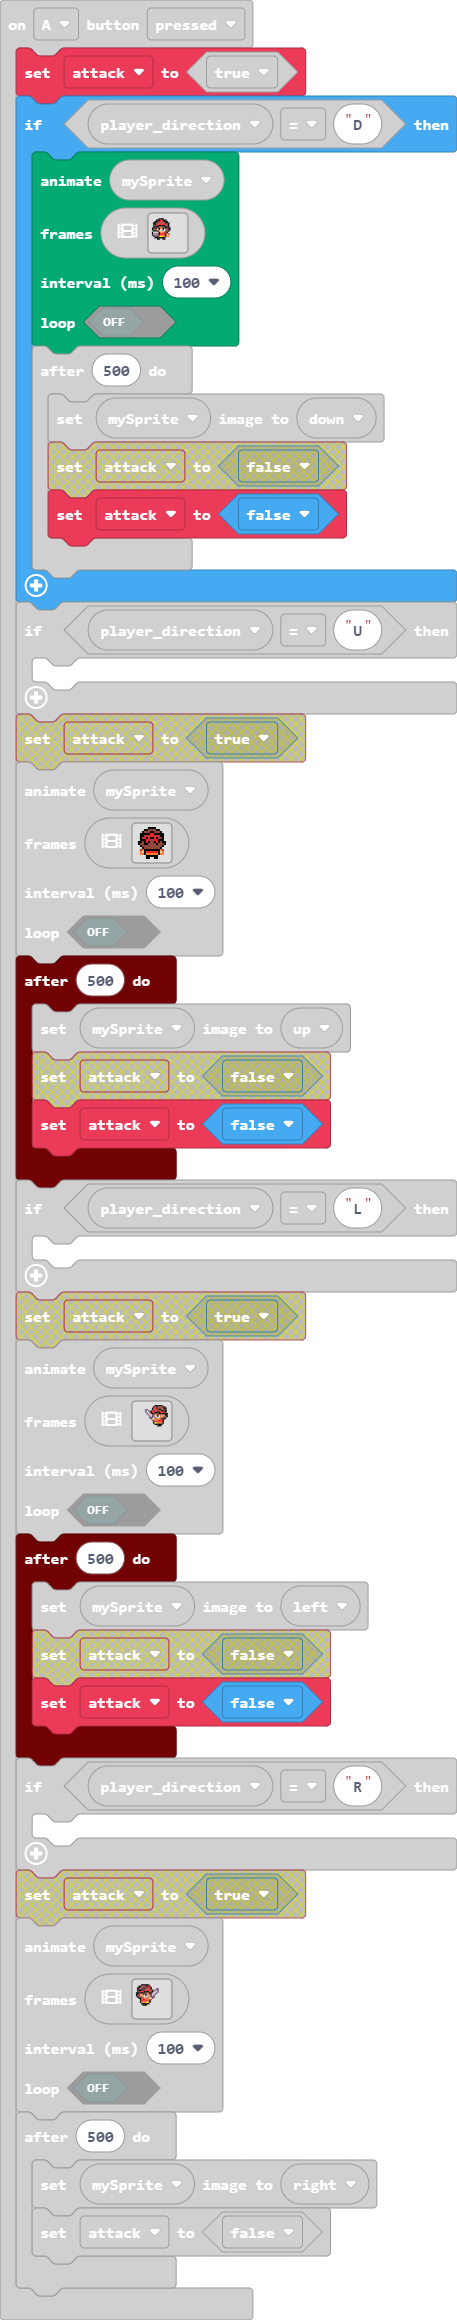 on A button pressed
set attack to true
if player_direction = "D" then
animate mySprite
frames
interval (ms) 100
loop OFF
after 500 do
set mySprite image to down
set attack to false
set attack to false
if player_direction = "U" then
set attack to true
animate mySprite
frames
interval (ms) 100
loop OFF
after 500 do
set mySprite image to up
set attack to false
set attack to false
if player_direction = "L" then
set attack to true
animate mySprite
frames
interval (ms) 100
loop OFF
after 500 do
set mySprite image to left
set attack to false
set attack to false
if player_direction = "R" then
set attack to true
animate mySprite
frames
interval (ms) 100
loop OFF
after 500 do
set mySprite image to right
set attack to false